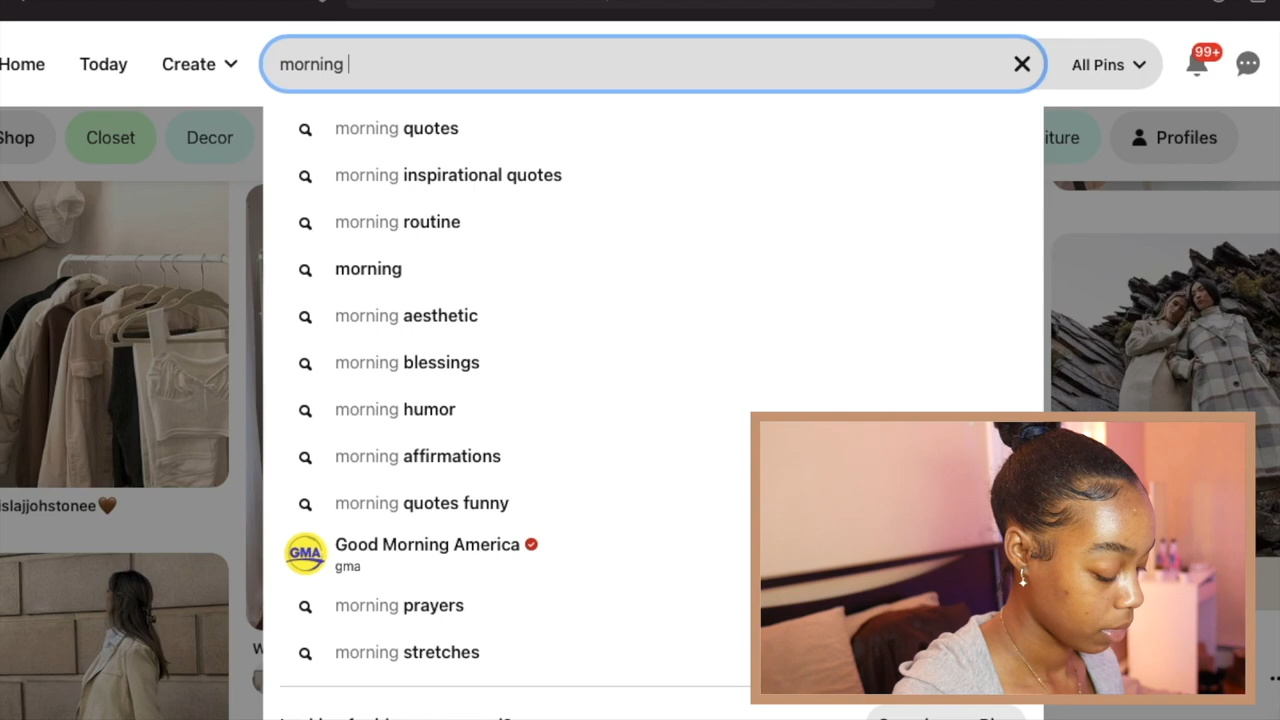 Home
Today
Create
morning
All Pins
99+
Shop
Closet
Decor
Profiles
morning quotes
morning inspirational quotes
morning routine
morning
morning aesthetic
morning blessings
morning humor
morning affirmations
morning quotes funny
GMA
Good Morning America
gma
morning prayers
morning stretches
slajjohstonee🤎